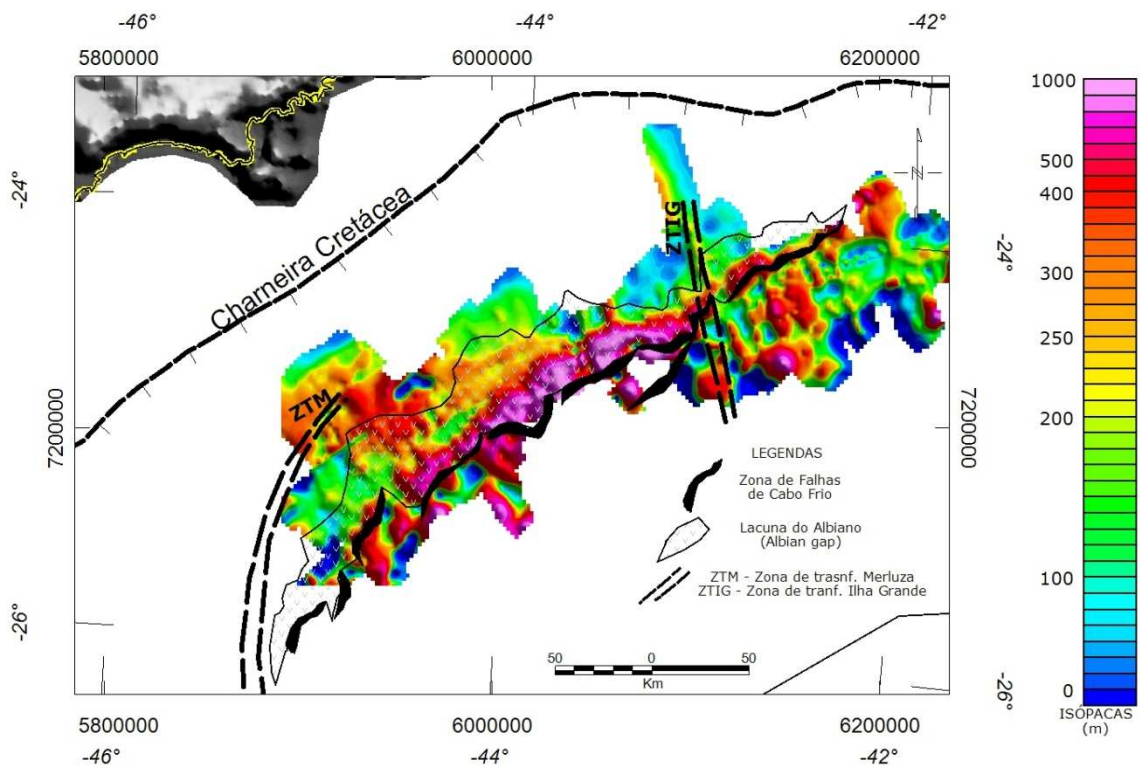 -46° -44° -42°
5800000 6000000 6200000
1000
500
400
300
250
200
100
0
ISÓPACAS
(m)
-24°
-24°
N
Charneira Cretácea
ZTIG
ZTM
7200000
7200000
LEGENDAS
Zona de Falhas
de Cabo Frio
Lacuna do Albiano
(Albian gap)
ZTM - Zona de trasnf. Merluza
ZTIG - Zona de tranf. Ilha Grande
-26°
-26°
50 0 50
Km
5800000 6000000 6200000
-46° -44° -42°